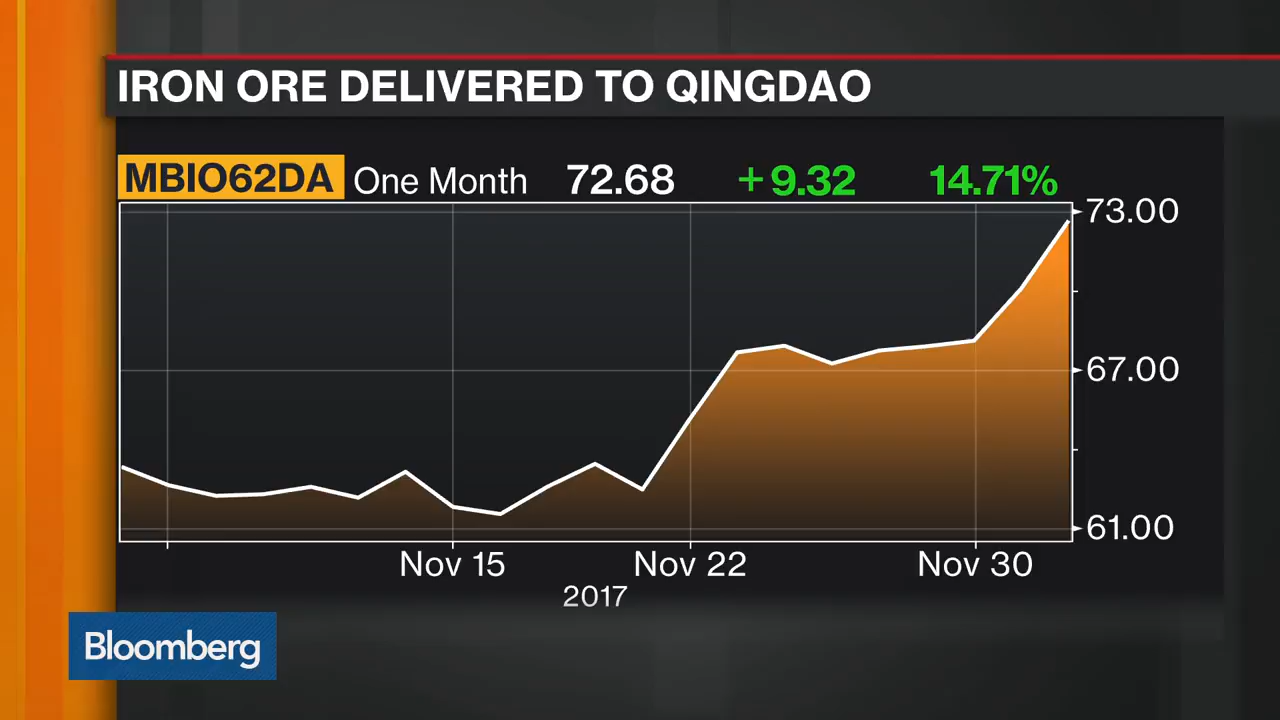 IRON ORE DELIVERED TO QINGDAO
MBIO62DA One Month 72.68 +9.32 14.71%
73.00
67.00
61.00
Nov 15 Nov 22 Nov 30
2017
Bloomberg